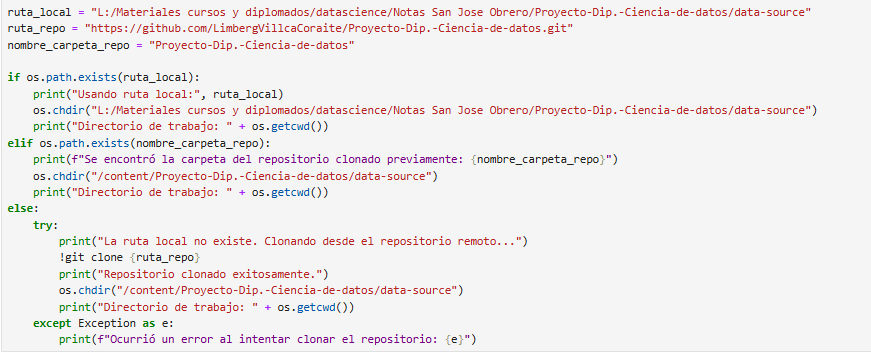 ruta_local = "L:/Materiales cursos y diplomados/datascience/Notas San Jose Obrero/Proyecto-Dip.-Ciencia-de-datos/data-source"
ruta_repo = "https://github.com/LimbergVillcaCoraite/Proyecto-Dip.-Ciencia-de-datos.git"
nombre_carpeta_repo = "Proyecto-Dip.-Ciencia-de-datos"

if os.path.exists(ruta_local):
    print("Usando ruta local:", ruta_local)
    os.chdir("L:/Materiales cursos y diplomados/datascience/Notas San Jose Obrero/Proyecto-Dip.-Ciencia-de-datos/data-source")
    print("Directorio de trabajo: " + os.getcwd())
elif os.path.exists(nombre_carpeta_repo):
    print(f"Se encontró la carpeta del repositorio clonado previamente: {nombre_carpeta_repo}")
    os.chdir("/content/Proyecto-Dip.-Ciencia-de-datos/data-source")
    print("Directorio de trabajo: " + os.getcwd())
else:
    try:
        print("La ruta local no existe. Clonando desde el repositorio remoto...")
        !git clone {ruta_repo}
        print("Repositorio clonado exitosamente.")
        os.chdir("/content/Proyecto-Dip.-Ciencia-de-datos/data-source")
        print("Directorio de trabajo: " + os.getcwd())
    except Exception as e:
        print(f"Ocurrió un error al intentar clonar el repositorio: {e}")